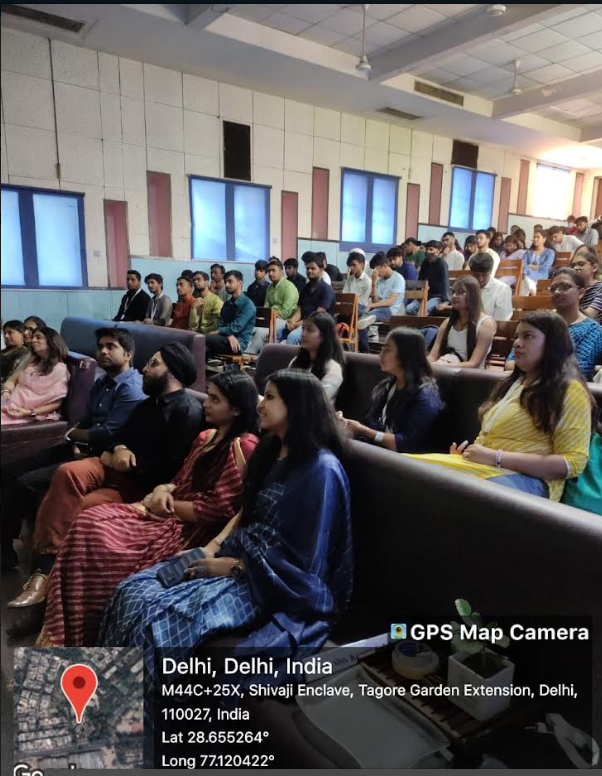 GPS Map Camera
Delhi, Delhi, India
M44C+25X, Shivaji Enclave, Tagore Garden Extension, Delhi,
110027, India
Lat 28.655264°
Long 77.120422°